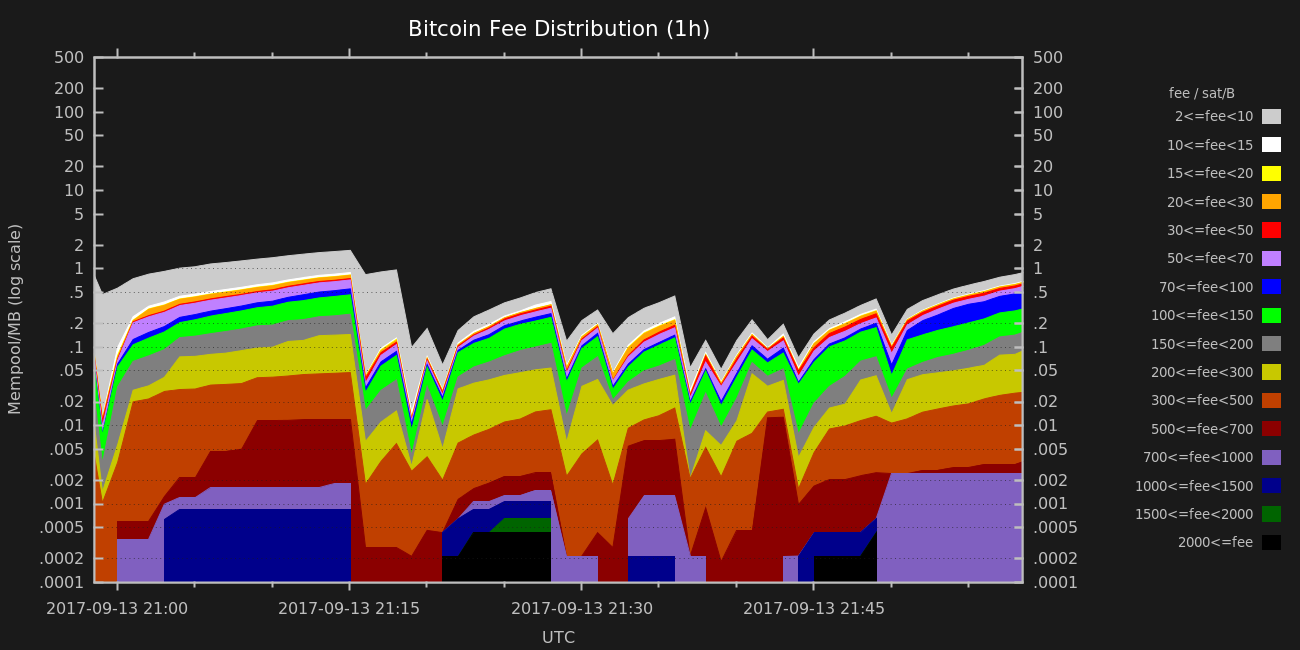 Bitcoin Fee Distribution (1h)
Mempool/MB (log scale)
500
200
100
50
20
10
5
2
1
.5
.2
.1
.05
.02
.01
.005
.002
.001
.0005
.0002
.0001
500
200
100
50
20
10
5
2
1
.5
.2
.1
.05
.02
.01
.005
.002
.001
.0005
.0002
.0001
2017-09-13 21:00
2017-09-13 21:15
2017-09-13 21:30
2017-09-13 21:45
UTC
fee / sat/B
2<=fee<10
10<=fee<15
15<=fee<20
20<=fee<30
30<=fee<50
50<=fee<70
70<=fee<100
100<=fee<150
150<=fee<200
200<=fee<300
300<=fee<500
500<=fee<700
700<=fee<1000
1000<=fee<1500
1500<=fee<2000
2000<=fee